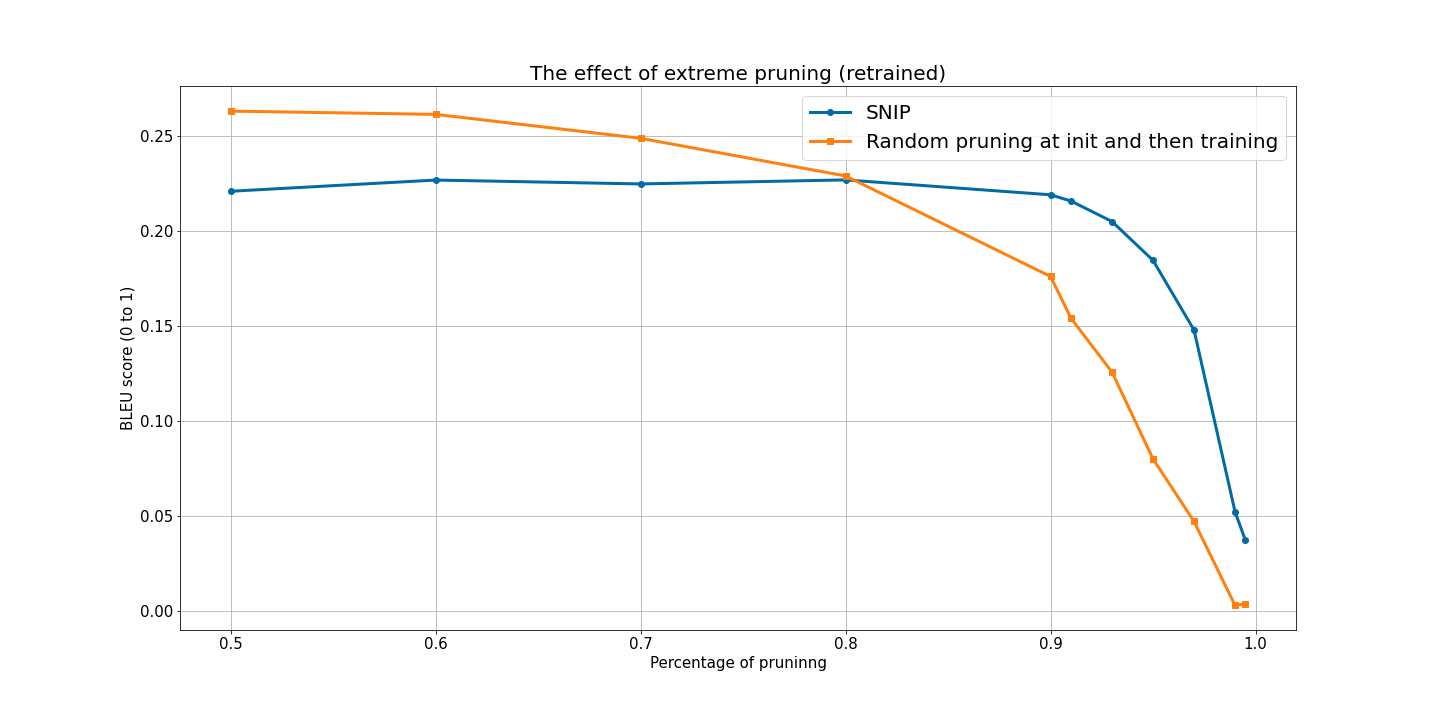 The effect of extreme pruning (retrained)
SNIP
Random pruning at init and then training
BLEU score (0 to 1)
0.25
0.20
0.15
0.10
0.05
0.00
0.5 0.6 0.7 0.8 0.9 1.0
Percentage of pruninng